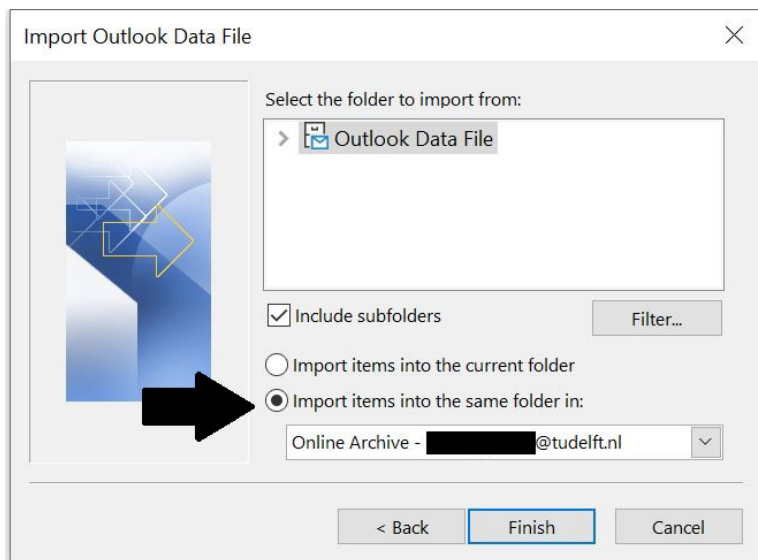 Import Outlook Data File
Select the folder to import from:
Outlook Data File
Include subfolders
Filter...
Import items into the current folder
Import items into the same folder in:
Online Archive - @tudelft.nl
< Back
Finish
Cancel